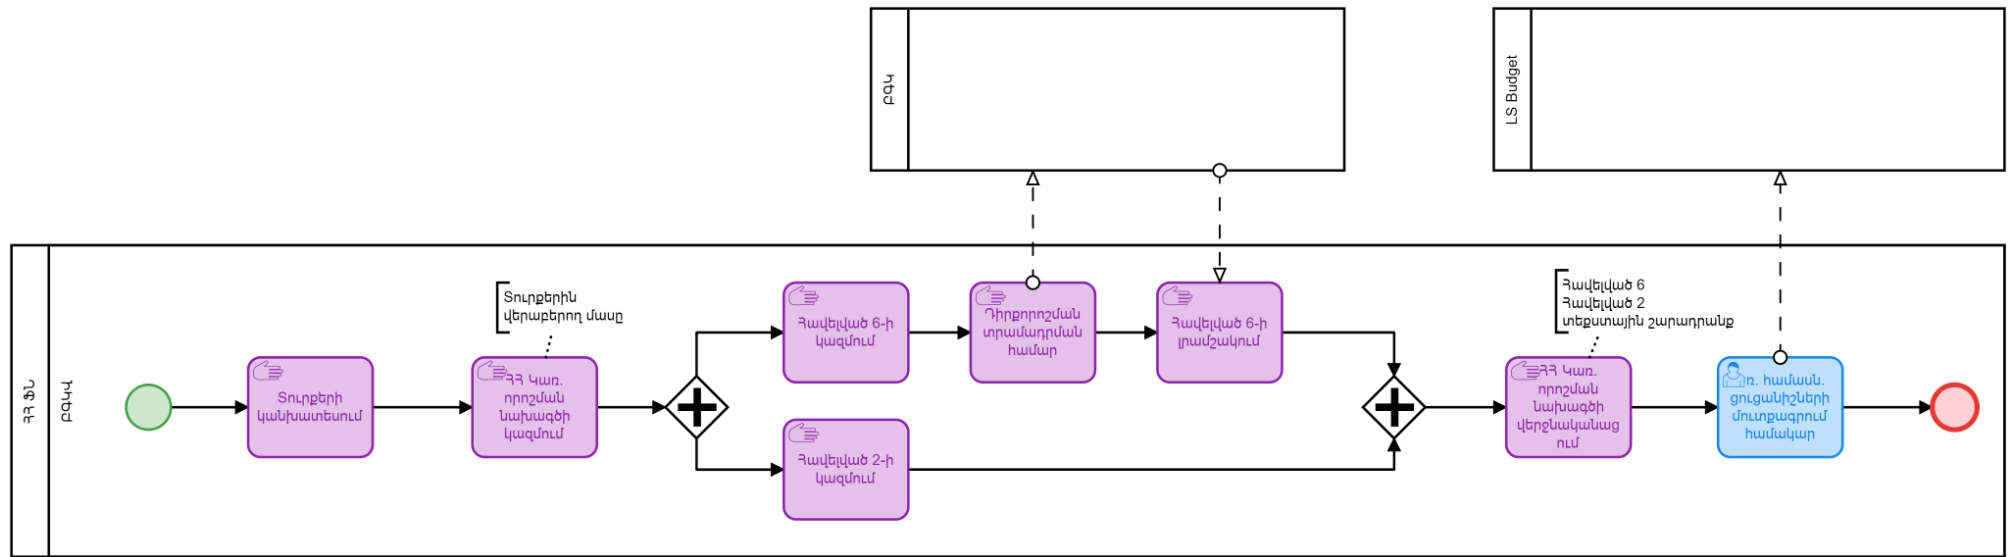 ԲԳԿ
LS Budget
ՀՀ ՖՆ
ԲԳԿՎ
Տուրքերի
կանխատեսում
Տուրքերին
վերաբերող մասը
ՀՀ Կառ.
որոշման
նախագծի
կազմում
Հավելված 6-ի
կազմում
Դիրքորոշման
տրամադրման
համար
Հավելված 6-ի
լրամշակում
Հավելված 2-ի
կազմում
Հավելված 6
Հավելված 2
տեքստային շարադրանք
ՀՀ Կառ.
որոշման
նախագծի
վերջնականաց
ում
ռ. համասն.
ցուցանիշների
մուտքագրում
համակար